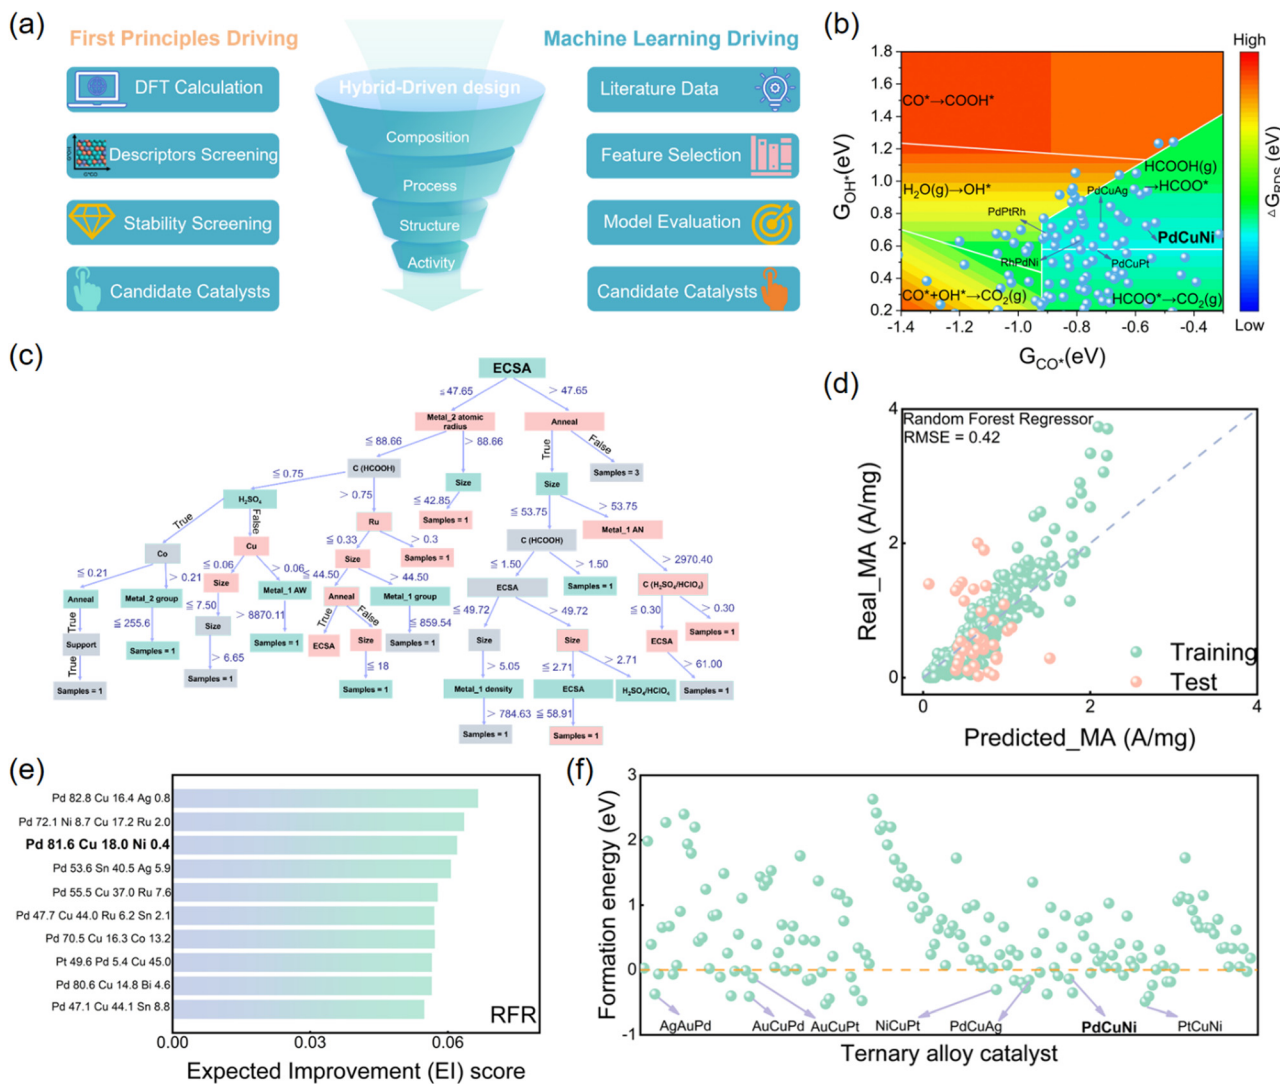 (a)
First Principles Driving
DFT Calculation
Descriptors Screening
Stability Screening
Candidate Catalysts
Hybrid-Driven design
Composition
Process
Structure
Activity
Machine Learning Driving
Literature Data
Feature Selection
Model Evaluation
Candidate Catalysts
(b)
G_OH*(eV)
1.8
1.6
1.4
1.2
1.0
0.8
0.6
0.4
0.2
CO*→COOH*
H₂O(g)→OH*
CO*+OH*→CO₂(g)
HCOOH(g)
→HCOO*
HCOO*→CO₂(g)
PdCuAg
PdPtRh
PdCuNi
RhPdNi
PdCuPt
-1.4 -1.2 -1.0 -0.8 -0.6 -0.4
G_CO*(eV)
High
Low
△ G_RDS (eV)
(c)
ECSA
≤ 47.65
> 47.65
Metal_2 atomic
radius
Anneal
≤ 88.66
> 88.66
True
False
C (HCOOH)
Size
Size
Samples = 3
≦ 0.75
> 0.75
≤ 42.85
≤ 53.75
> 53.75
H₂SO₄
Ru
Samples = 1
C (HCOOH)
Metal_1 AN
True
False
≦ 0.33
> 0.3
≤ 1.50
> 1.50
> 2970.40
Co
Cu
Size
Samples = 1
ECSA
Samples = 1
C (H₂SO₄/HClO₄)
≤ 0.21
> 0.21
≤ 0.06
> 0.06
≤ 44.50
> 44.50
≦ 49.72
> 49.72
≤ 0.30
> 0.30
Anneal
Metal_2 group
Size
Metal_1 AW
Anneal
Metal_1 group
Size
Size
ECSA
Samples = 1
True
≦ 255.6
≤ 7.50
> 8870.11
True
False
≤ 859.54
> 5.05
≤ 2.71
> 2.71
> 61.00
Support
Samples = 1
Size
Samples = 1
ECSA
Size
Samples = 1
Metal_1 density
ECSA
H₂SO₄/HClO₄
Samples = 1
True
> 6.65
≦ 18
> 784.63
≦ 58.91
Samples = 1
Samples = 1
Samples = 1
Samples = 1
Samples = 1
(d)
Random Forest Regressor
RMSE = 0.42
Real_MA (A/mg)
4
2
0
Training
Test
0 2 4
Predicted_MA (A/mg)
(e)
Pd 82.8 Cu 16.4 Ag 0.8
Pd 72.1 Ni 8.7 Cu 17.2 Ru 2.0
Pd 81.6 Cu 18.0 Ni 0.4
Pd 53.6 Sn 40.5 Ag 5.9
Pd 55.5 Cu 37.0 Ru 7.6
Pd 47.7 Cu 44.0 Ru 6.2 Sn 2.1
Pd 70.5 Cu 16.3 Co 13.2
Pt 49.6 Pd 5.4 Cu 45.0
Pd 80.6 Cu 14.8 Bi 4.6
Pd 47.1 Cu 44.1 Sn 8.8
RFR
0.00 0.03 0.06
Expected Improvement (EI) score
(f)
Formation energy (eV)
3
2
1
0
-1
AgAuPd
AuCuPd
AuCuPt
NiCuPt
PdCuAg
PdCuNi
PtCuNi
Ternary alloy catalyst